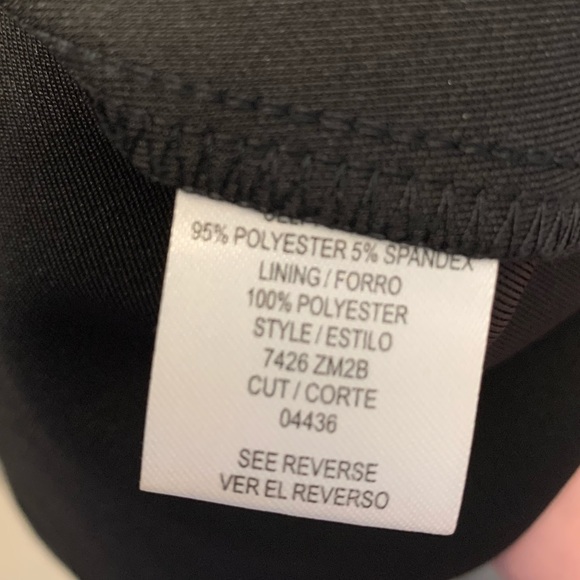 95% POLYESTER 5% SPANDEX
LINING / FORRO
100% POLYESTER
STYLE / ESTILO
7426 ZM2B
CUT / CORTE
04436
SEE REVERSE
VER EL REVERSO